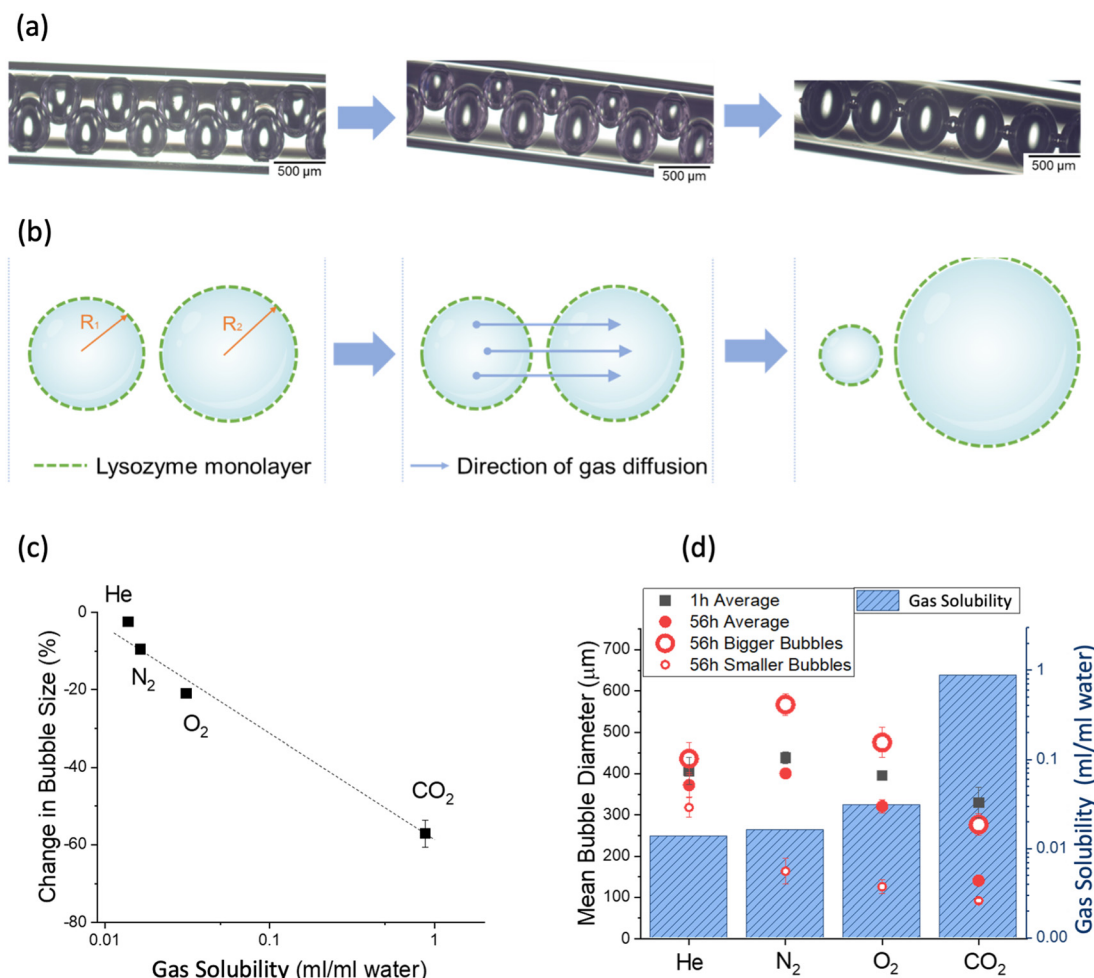 (a)
500 µm
500 µm
500 µm
(b)
R1
R2
Lysozyme monolayer
Direction of gas diffusion
(c)
He
N2
O2
CO2
0
-20
-40
-60
-80
Change in Bubble Size (%)
0.01
0.1
1
Gas Solubility (ml/ml water)
(d)
1h Average
56h Average
56h Bigger Bubbles
56h Smaller Bubbles
Gas Solubility
Mean Bubble Diameter (µm)
700
600
500
400
300
200
100
0
1
0.1
0.01
0.00
Gas Solubility (ml/ml water)
He
N2
O2
CO2